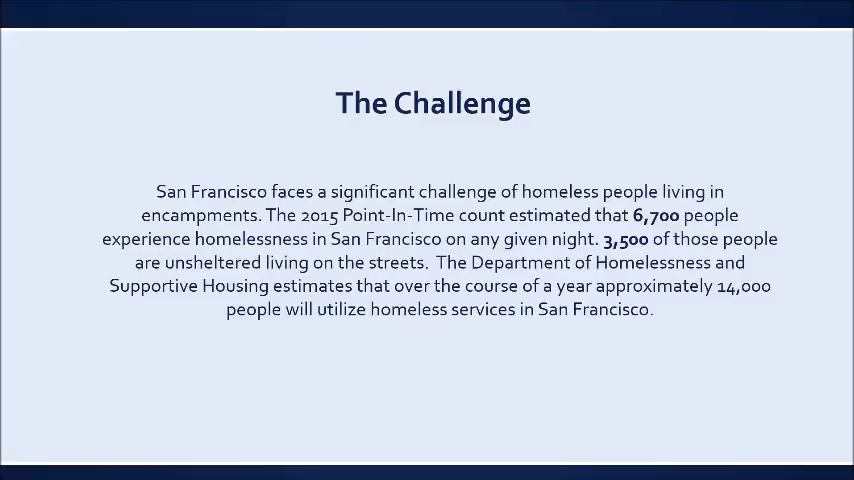 The Challenge
San Francisco faces a significant challenge of homeless people living in
encampments. The 2015 Point-In-Time count estimated that 6,700 people
experience homelessness in San Francisco on any given night. 3,500 of those people
are unsheltered living on the streets. The Department of Homelessness and
Supportive Housing estimates that over the course of a year approximately 14,000
people will utilize homeless services in San Francisco.